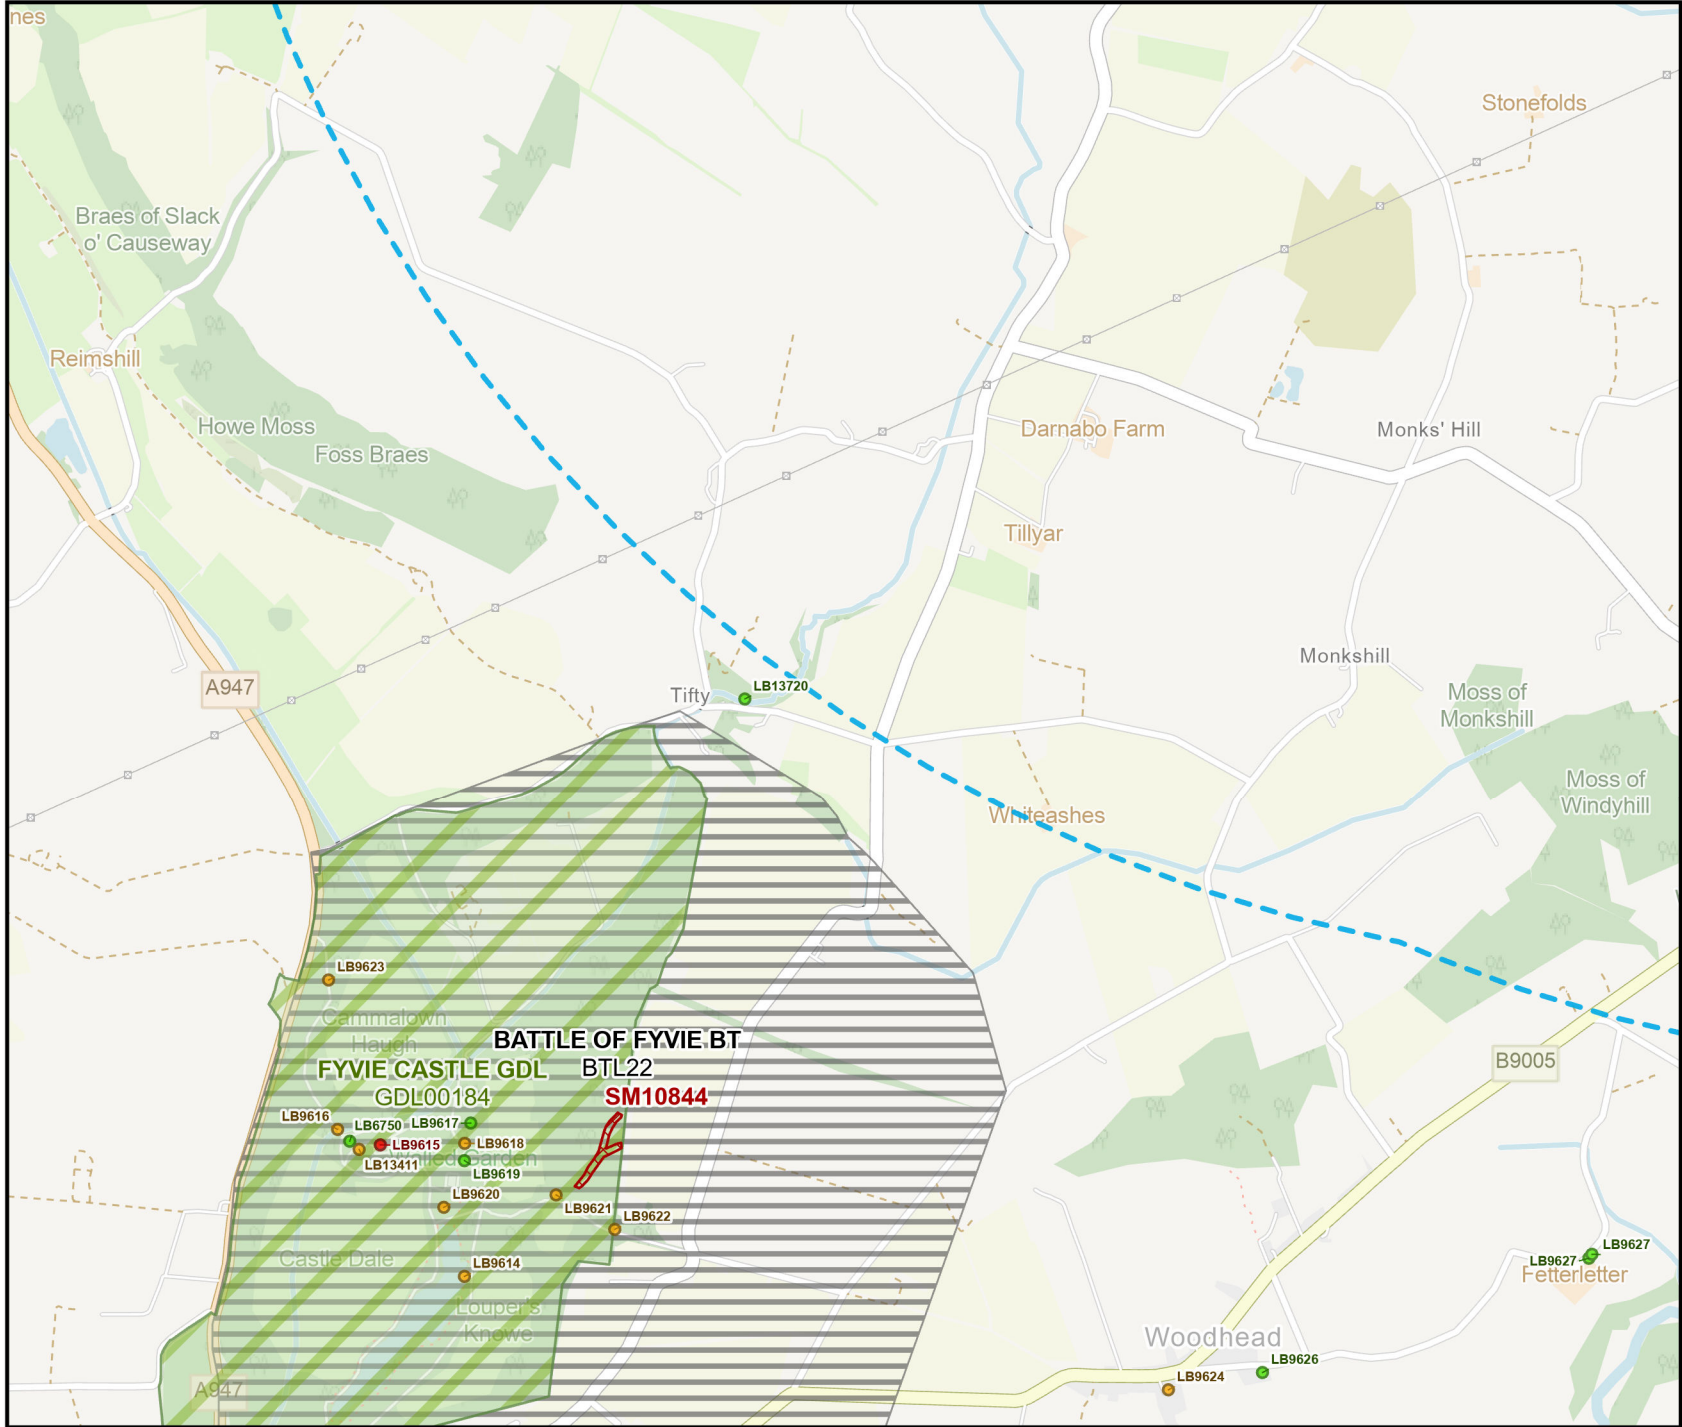 nes
Stonefolds
Braes of Slack
o' Causeway
Reimshill
Howe Moss
Foss Braes
Darnabo Farm
Monks' Hill
Tillyar
Monkshill
A947
Tifty
LB13720
Moss of
Monkshill
Moss of
Windyhill
Whiteashes
LB9623
Cammalown
Haugh
BATTLE OF FYVIE BT
BTL22
FYVIE CASTLE GDL
GDL00184
SM10844
B9005
LB9616
LB6750
LB9617
LB9615
LB9618
LB13411
Walled Garden
LB9619
LB9620
LB9621
LB9622
Castle Dale
LB9614
Louper's
Knowe
LB9627
LB9627
Fetterletter
Woodhead
LB9626
LB9624
A947